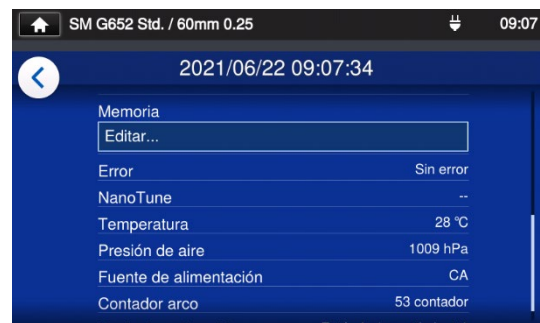 SM G652 Std. / 60mm 0.25 09:07
2021/06/22 09:07:34
Memoria
Editar...
Error Sin error
NanoTune --
Temperatura 28 ℃
Presión de aire 1009 hPa
Fuente de alimentación CA
Contador arco 53 contador